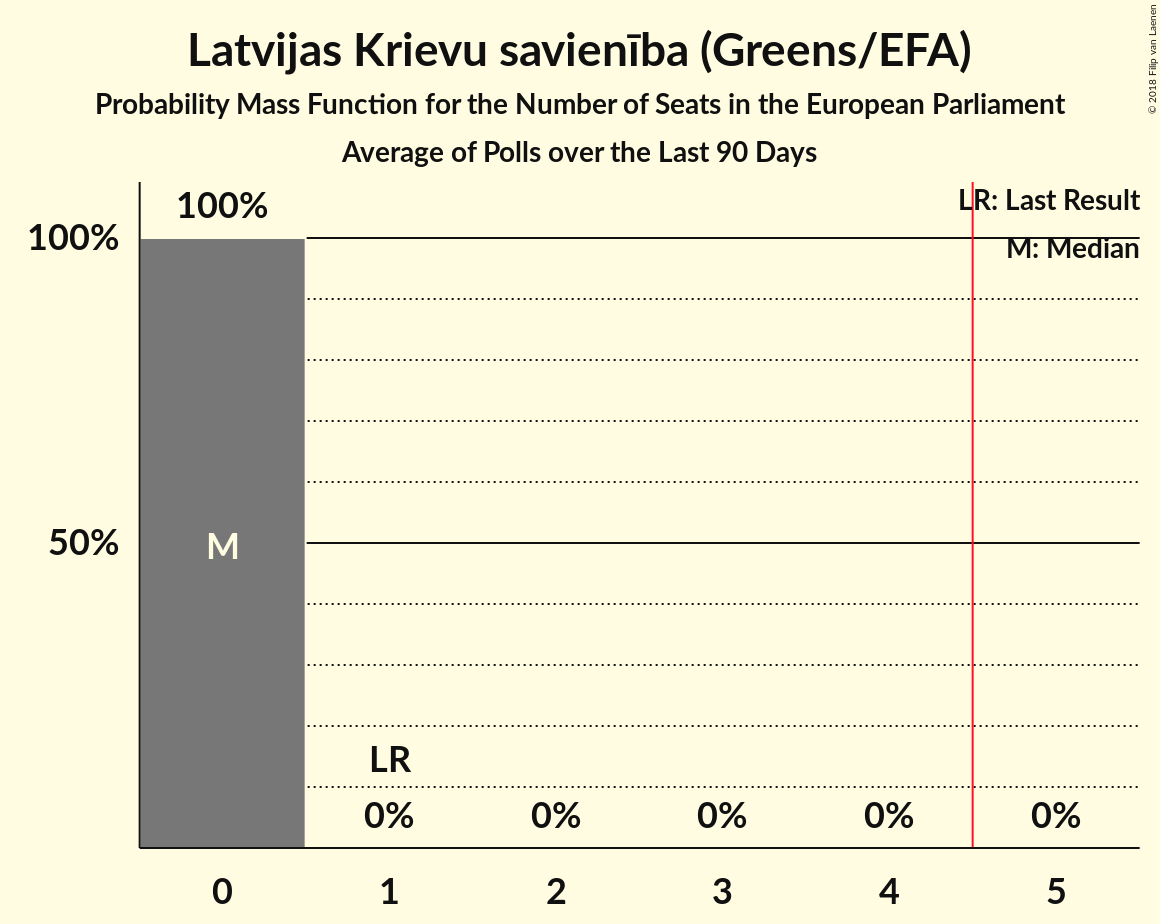 Latvijas Krievu savienība (Greens/EFA)
Probability Mass Function for the Number of Seats in the European Parliament
Average of Polls over the Last 90 Days
© 2018 Filip van Laenen
LR: Last Result
M: Median
100%
100%
50%
M
LR
0%
0%
0%
0%
0%
0
1
2
3
4
5